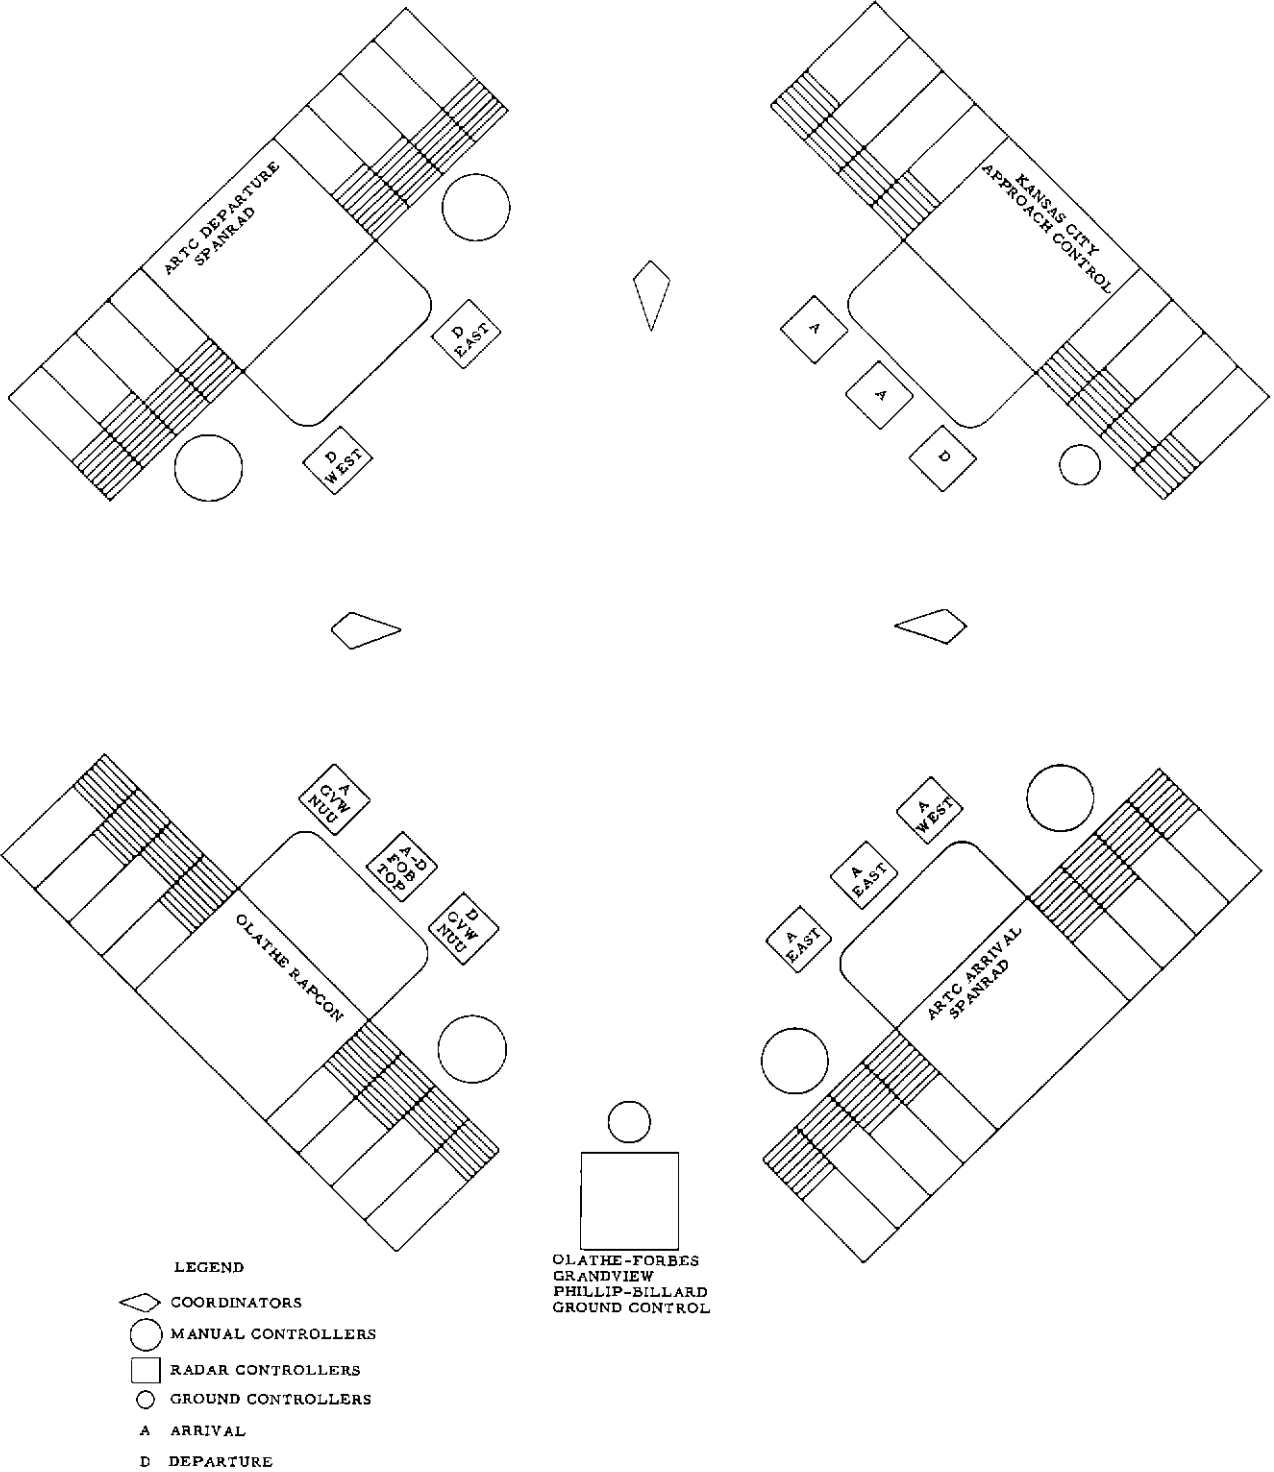 ARTC DEPARTURE
SPANRAD
D
EAST
D
WEST
KANSAS CITY
APPROACH CONTROL
A
A
D
A
GVW
NUU
A-D
FOB
TOP
D
GVW
NUU
OLATHE RAPCON
A
WEST
A
EAST
A
EAST
ARTC ARRIVAL
SPANRAD
OLATHE-FORBES
GRANDVIEW
PHILLIP-BILLARD
GROUND CONTROL
LEGEND
COORDINATORS
MANUAL CONTROLLERS
RADAR CONTROLLERS
GROUND CONTROLLERS
A ARRIVAL
D DEPARTURE